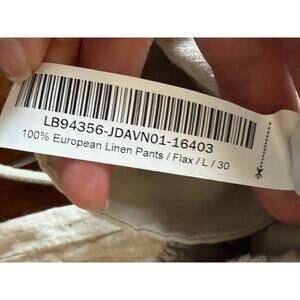 LB94356-JDAVN01-16403
100% European Linen Pants / Flax / L / 30